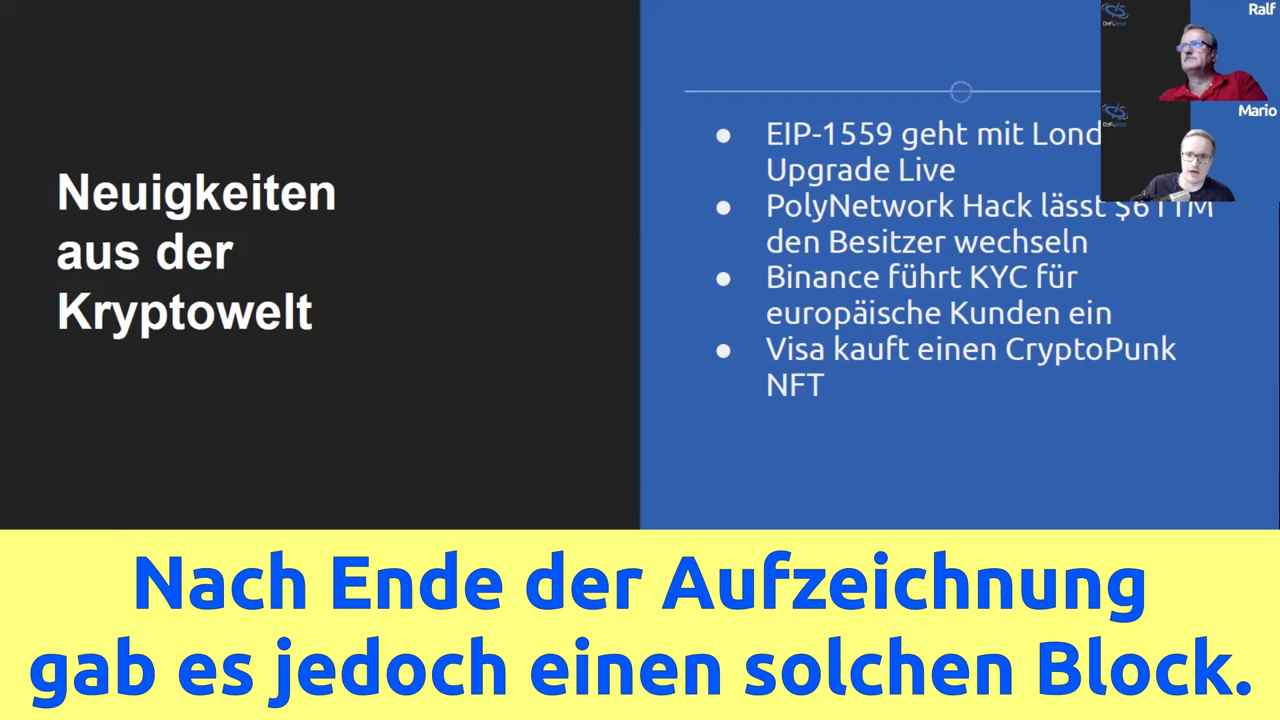 Neuigkeiten
aus der
Kryptowelt
● EIP-1559 geht mit Lond
Upgrade Live
● PolyNetwork Hack lässt $611M
den Besitzer wechseln
● Binance führt KYC für
europäische Kunden ein
● Visa kauft einen CryptoPunk
NFT
Ralf
Mario
Nach Ende der Aufzeichnung
gab es jedoch einen solchen Block.